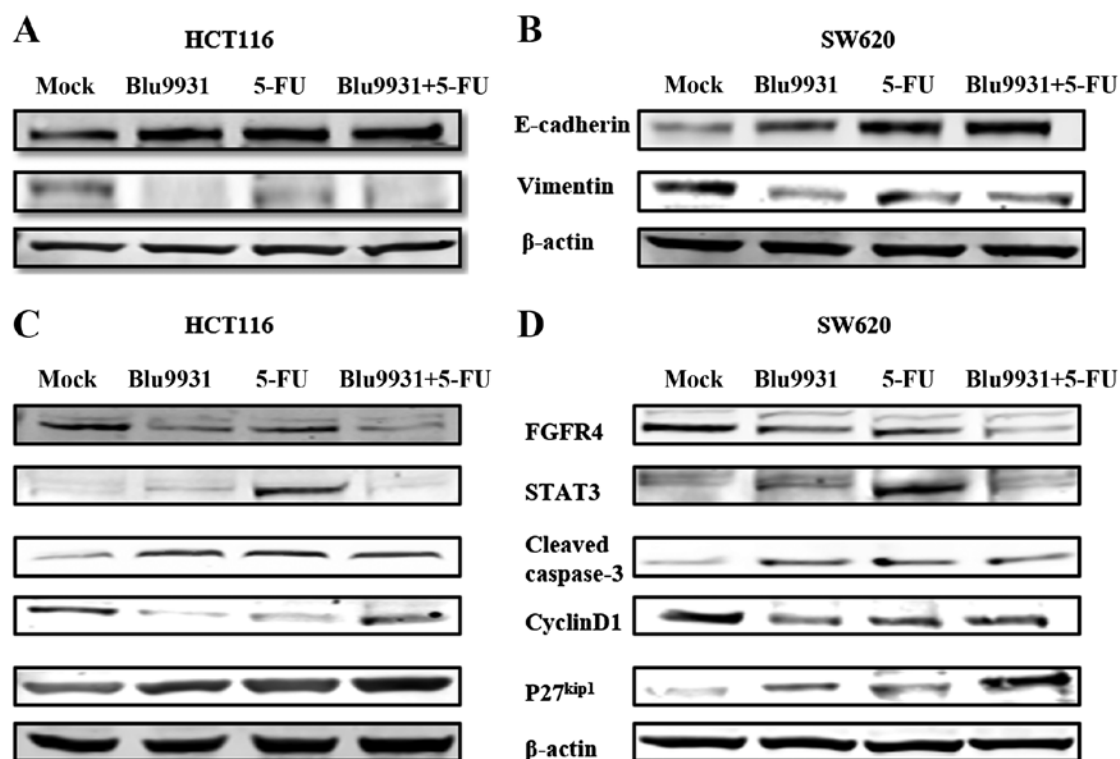 A
HCT116
Mock Blu9931 5-FU Blu9931+5-FU
B
SW620
Mock Blu9931 5-FU Blu9931+5-FU
E-cadherin
Vimentin
β-actin
C
HCT116
Mock Blu9931 5-FU Blu9931+5-FU
D
SW620
Mock Blu9931 5-FU Blu9931+5-FU
FGFR4
STAT3
Cleaved
caspase-3
CyclinD1
P27kip1
β-actin